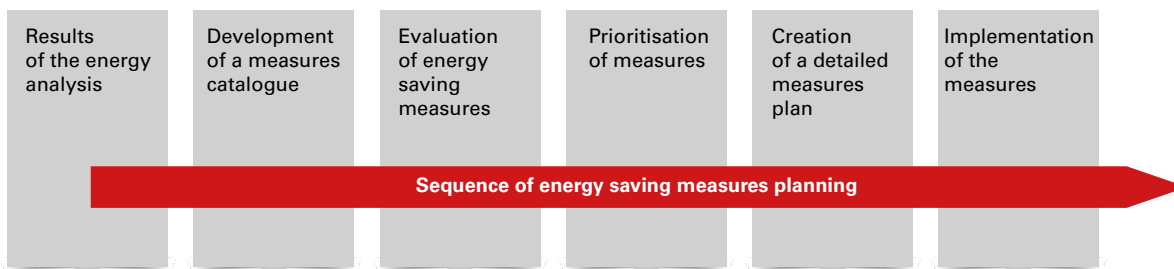 Results
of the energy
analysis
Development
of a measures
catalogue
Evaluation
of energy
saving
measures
Prioritisation
of measures
Creation
of a detailed
measures
plan
Implementation
of the
measures
Sequence of energy saving measures planning